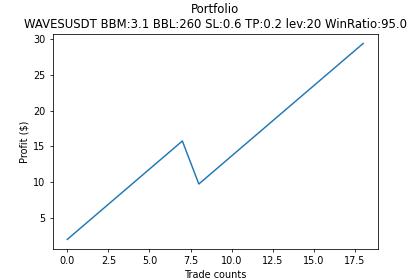 Portfolio
WAVESUSDT BBM:3.1 BBL:260 SL:0.6 TP:0.2 lev:20 WinRatio:95.0
30
25
20
15
10
5
Profit ($)
0.0 2.5 5.0 7.5 10.0 12.5 15.0 17.5
Trade counts